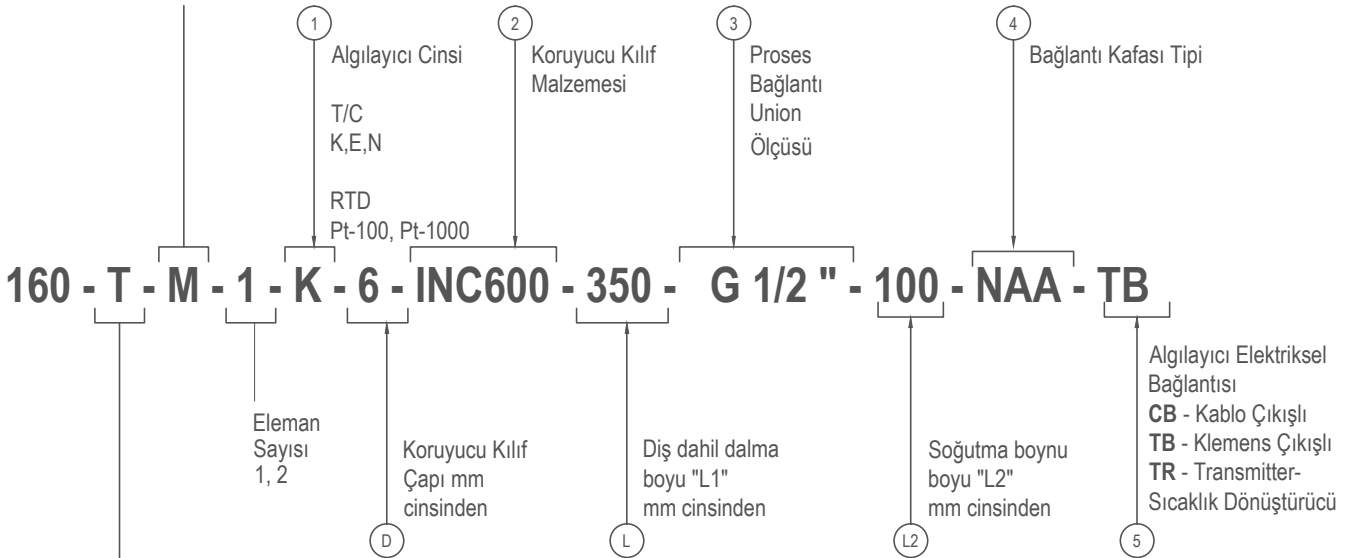 1
Algılayıcı Cinsi
T/C
K,E,N
RTD
Pt-100, Pt-1000
2
Koruyucu Kılıf
Malzemesi
3
Proses
Bağlantı
Union
Ölçüsü
4
Bağlantı Kafası Tipi
160 - T - M - 1 - K - 6 - INC600 - 350 - G 1/2 " - 100 - NAA - TB
Eleman
Sayısı
1, 2
Koruyucu Kılıf
Çapı mm
cinsinden
D
Diş dahil dalma
boyu "L1"
mm cinsinden
L
Soğutma boynu
boyu "L2"
mm cinsinden
L2
Algılayıcı Elektriksel
Bağlantısı
CB - Kablo Çıkışlı
TB - Klemens Çıkışlı
TR - Transmitter-
Sıcaklık Dönüştürücü
5